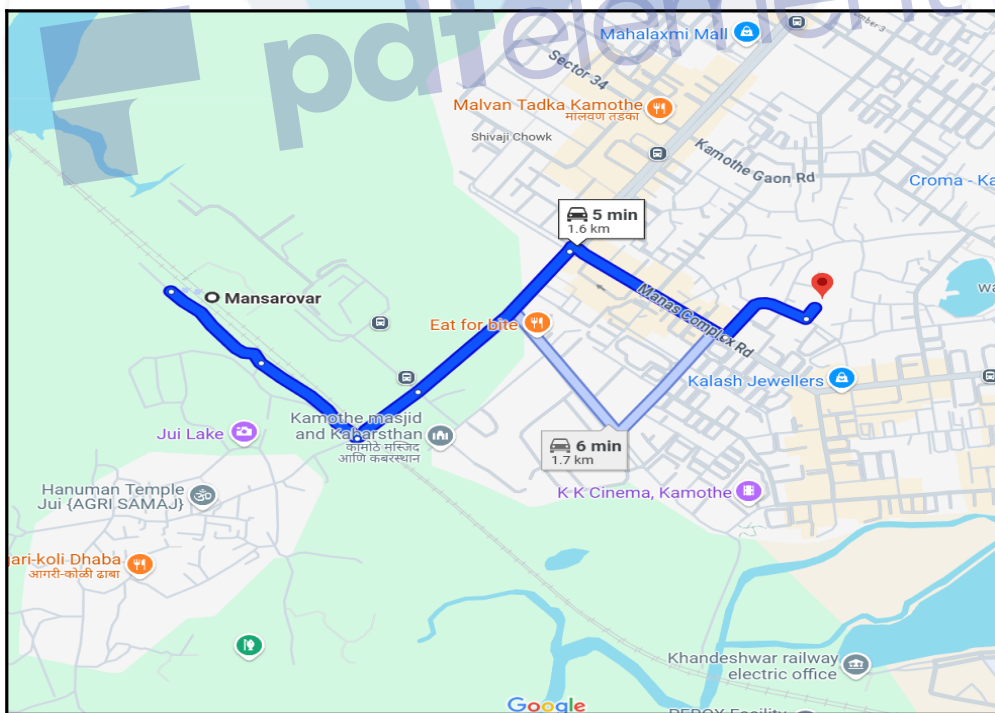 pdfelement
Mahalaxmi Mall
Sector 34
Malvan Tadka Kamothe
मालवण तडका
Shivaji Chowk
Kamothe Gaon Rd
Croma - Ka
5 min
1.6 km
Mansarovar
wa
Eat for bite
Manas Complex Rd
Kalash Jewellers
Kamothe masjid
and Kabarsthan
कामोठे मस्जिद
आणि कबरस्थान
Jui Lake
6 min
1.7 km
K K Cinema, Kamothe
Hanuman Temple
Jui {AGRI SAMAJ}
ari-koli Dhaba
आगरी-कोळी ढाबा
Khandeshwar railway
electric office
Google